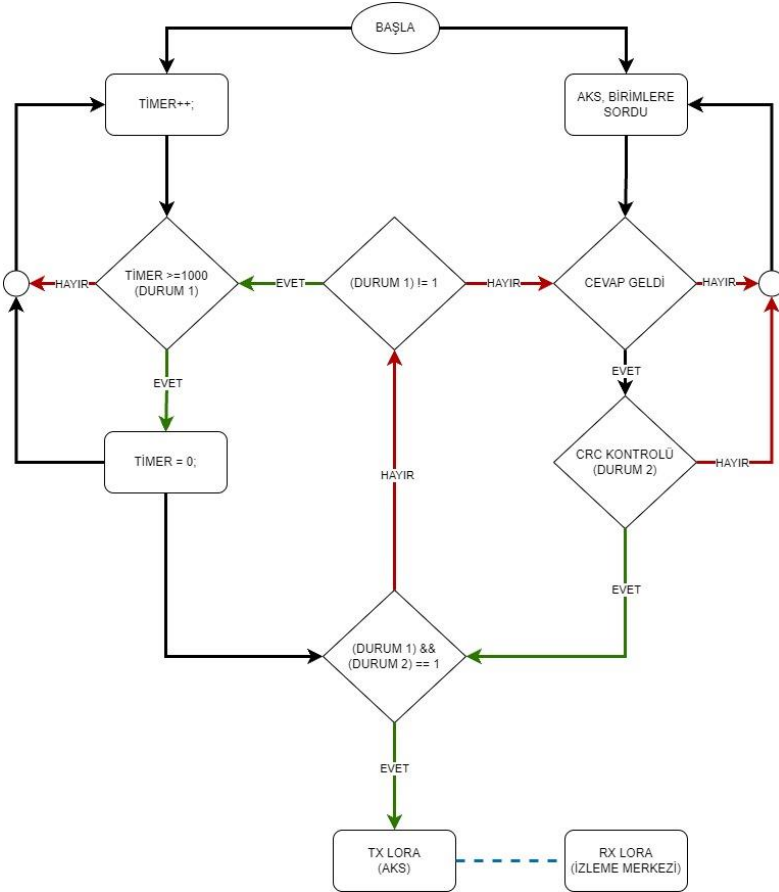 BAŞLA
TİMER++;
AKS, BİRİMLERE
SORDU
TİMER >=1000
(DURUM 1)
(DURUM 1) != 1
CEVAP GELDİ
HAYIR
EVET
HAYIR
HAYIR
EVET
EVET
TİMER = 0;
CRC KONTROLÜ
(DURUM 2)
HAYIR
HAYIR
EVET
(DURUM 1) &&
(DURUM 2) == 1
EVET
TX LORA
(AKS)
RX LORA
(İZLEME MERKEZİ)